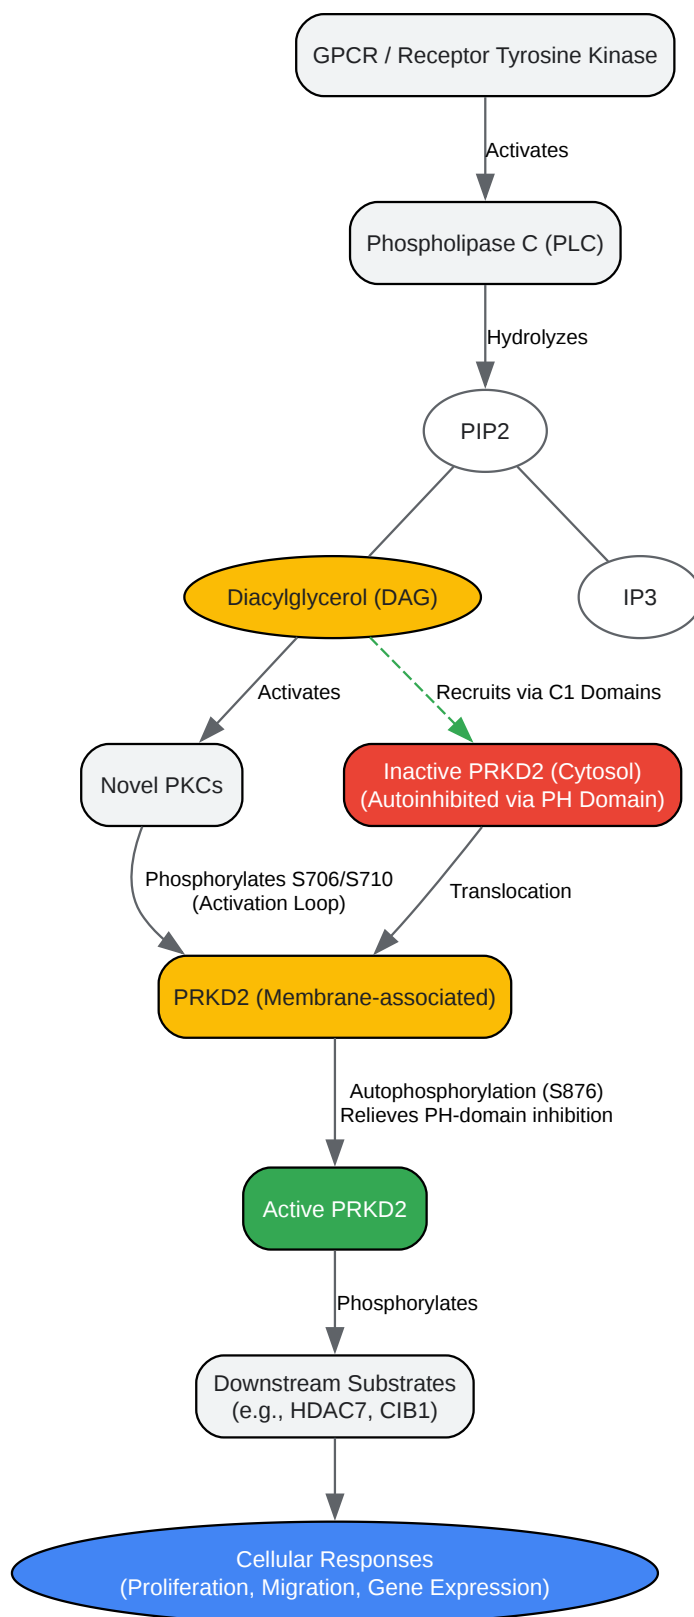 GPCR / Receptor Tyrosine Kinase
Activates
Phospholipase C (PLC)
Hydrolyzes
PIP2
Diacylglycerol (DAG)
IP3
Activates
Recruits via C1 Domains
Novel PKCs
Inactive PRKD2 (Cytosol)
(Autoinhibited via PH Domain)
Phosphorylates S706/S710
(Activation Loop)
Translocation
PRKD2 (Membrane-associated)
Autophosphorylation (S876)
Relieves PH-domain inhibition
Active PRKD2
Phosphorylates
Downstream Substrates
(e.g., HDAC7, CIB1)
Cellular Responses
(Proliferation, Migration, Gene Expression)